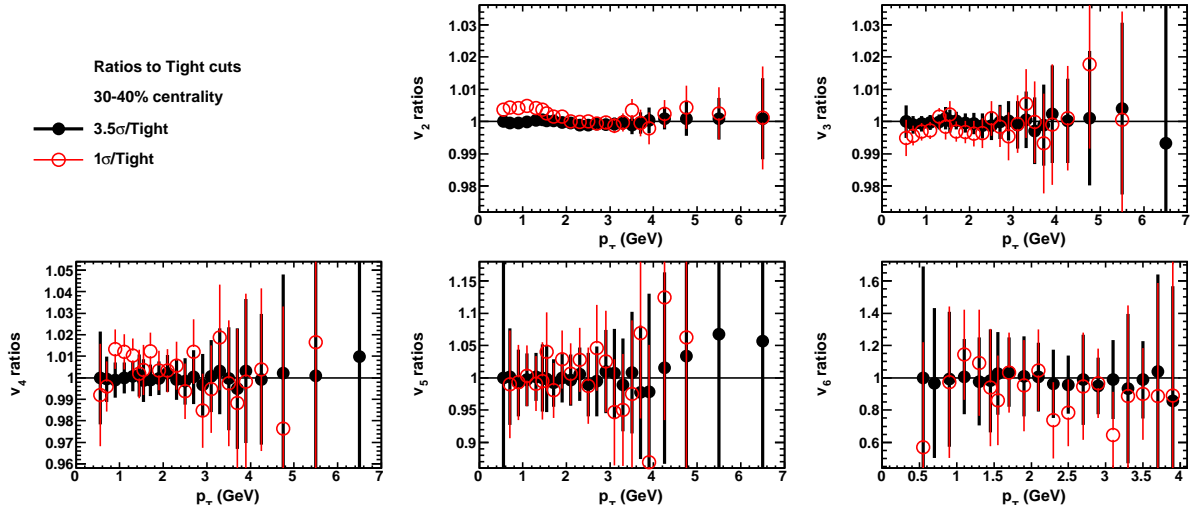 Ratios to Tight cuts
30-40% centrality
3.5σ/Tight
1σ/Tight
v2 ratios
1.03
1.02
1.01
1
0.99
0.98
0 1 2 3 4 5 6 7
pT (GeV)
v3 ratios
1.03
1.02
1.01
1
0.99
0.98
0 1 2 3 4 5 6 7
pT (GeV)
v4 ratios
1.05
1.04
1.03
1.02
1.01
1
0.99
0.98
0.97
0.96
0 1 2 3 4 5 6 7
pT (GeV)
v5 ratios
1.15
1.1
1.05
1
0.95
0.9
0 1 2 3 4 5 6 7
pT (GeV)
v6 ratios
1.6
1.4
1.2
1
0.8
0.6
0 0.5 1 1.5 2 2.5 3 3.5 4
pT (GeV)